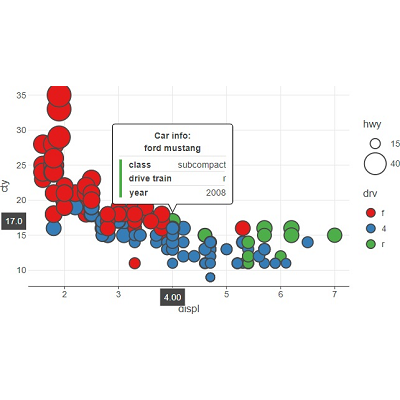 35
30
25
20
15
10
cty
17.0
Car info:
ford mustang
class subcompact
drive train r
year 2008
2 3 4 5 6 7
4.00
displ
hwy
15
40
drv
f
4
r